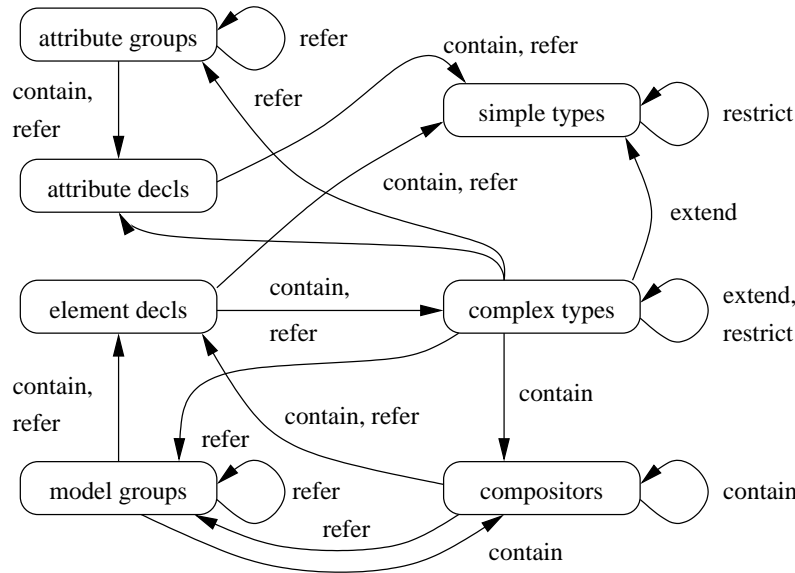 attribute groups
refer
contain, refer
contain,
refer
refer
simple types
restrict
attribute decls
contain, refer
extend
element decls
contain,
refer
complex types
extend,
restrict
contain,
refer
contain, refer
contain
refer
model groups
refer
compositors
contain
refer
contain